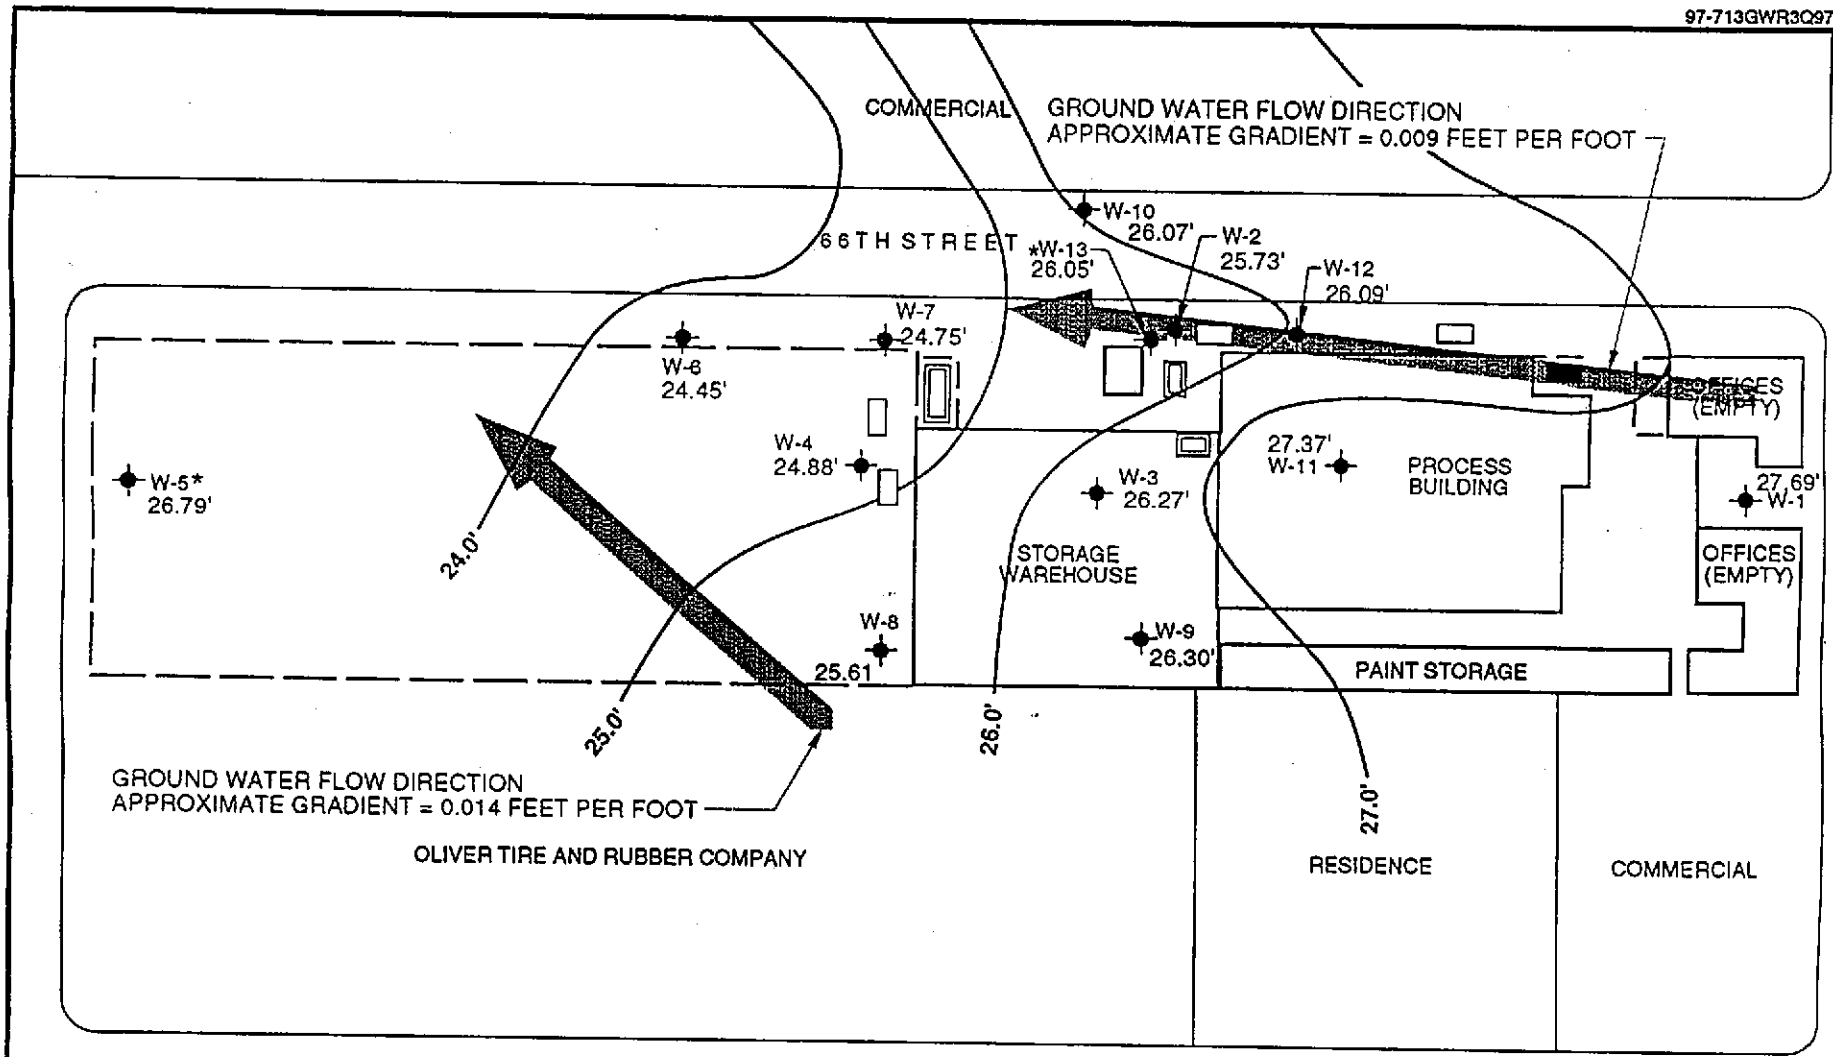 97-713GWR3Q97
COMMERCIAL
GROUND WATER FLOW DIRECTION
APPROXIMATE GRADIENT = 0.009 FEET PER FOOT
W-10
26.07'
66TH STREET
*W-13
26.05'
W-2
25.73'
W-12
26.09'
W-7
24.75'
W-6
24.45'
OFFICES
(EMPTY)
W-4
24.88'
27.37'
W-11
PROCESS
BUILDING
W-5*
26.79'
W-3
26.27'
27.69'
W-1
24.0'
STORAGE
WAREHOUSE
OFFICES
(EMPTY)
W-8
25.61
W-9
26.30'
PAINT STORAGE
25.0'
26.0'
27.0'
GROUND WATER FLOW DIRECTION
APPROXIMATE GRADIENT = 0.014 FEET PER FOOT
OLIVER TIRE AND RUBBER COMPANY
RESIDENCE
COMMERCIAL